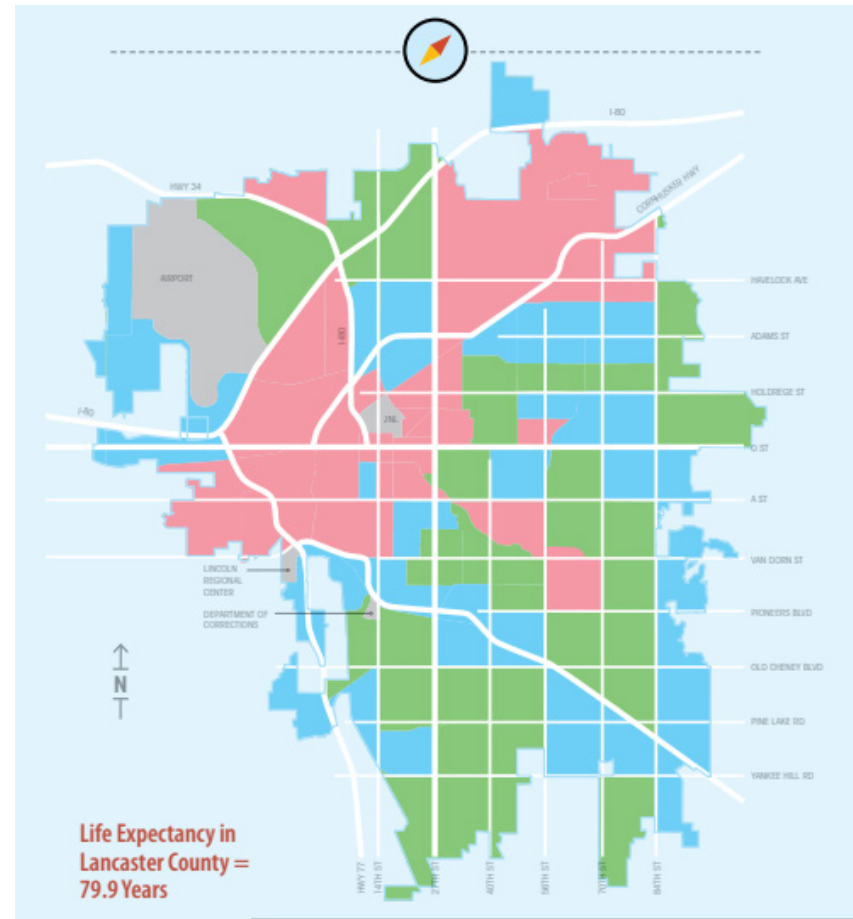 I-80
HWY 34
CORNHUSKER HWY
AIRPORT
HAVELOCK AVE
I-180
ADAMS ST
HOLDREGE ST
I-80
UNL
O ST
A ST
VAN DORN ST
LINCOLN
REGIONAL
CENTER
PIONEERS BLVD
DEPARTMENT OF
CORRECTIONS
N
OLD CHENEY BLVD
PINE LAKE RD
YANKEE HILL RD
Life Expectancy in
Lancaster County =
79.9 Years
HWY 77
14TH ST
27TH ST
40TH ST
56TH ST
70TH ST
84TH ST